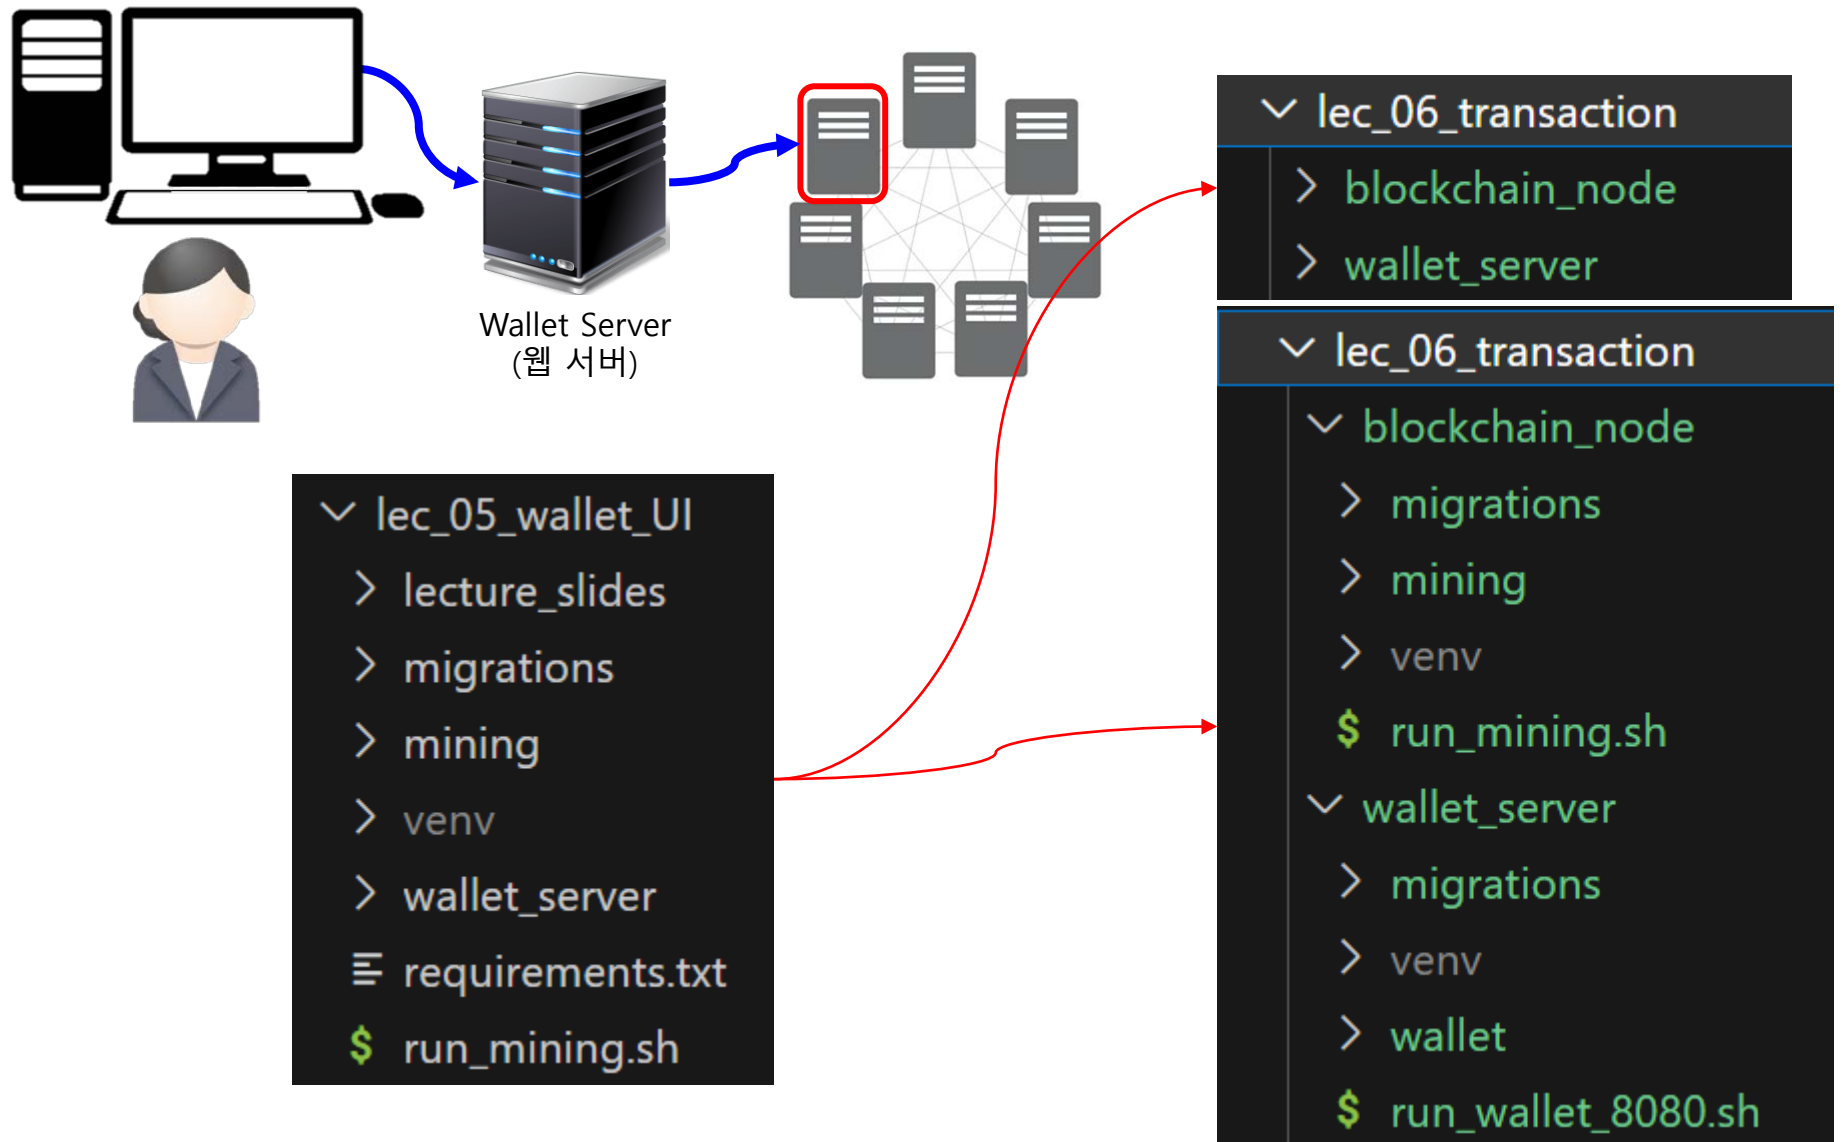 Wallet Server
(웹 서버)
lec_05_wallet_UI
lecture_slides
migrations
mining
venv
wallet_server
requirements.txt
$ run_mining.sh
lec_06_transaction
blockchain_node
wallet_server
lec_06_transaction
blockchain_node
migrations
mining
venv
$ run_mining.sh
wallet_server
migrations
venv
wallet
$ run_wallet_8080.sh